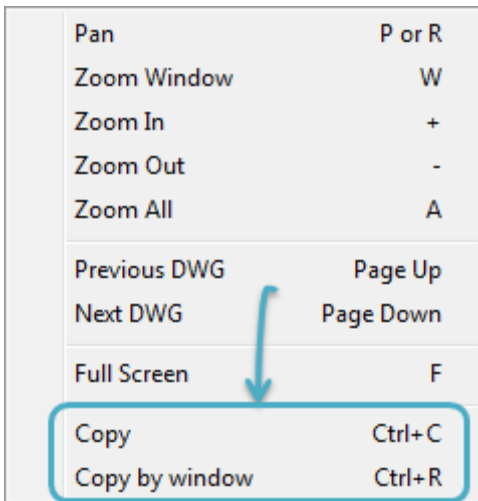 Pan P or R
Zoom Window W
Zoom In +
Zoom Out -
Zoom All A
Previous DWG Page Up
Next DWG Page Down
Full Screen F
Copy Ctrl+C
Copy by window Ctrl+R